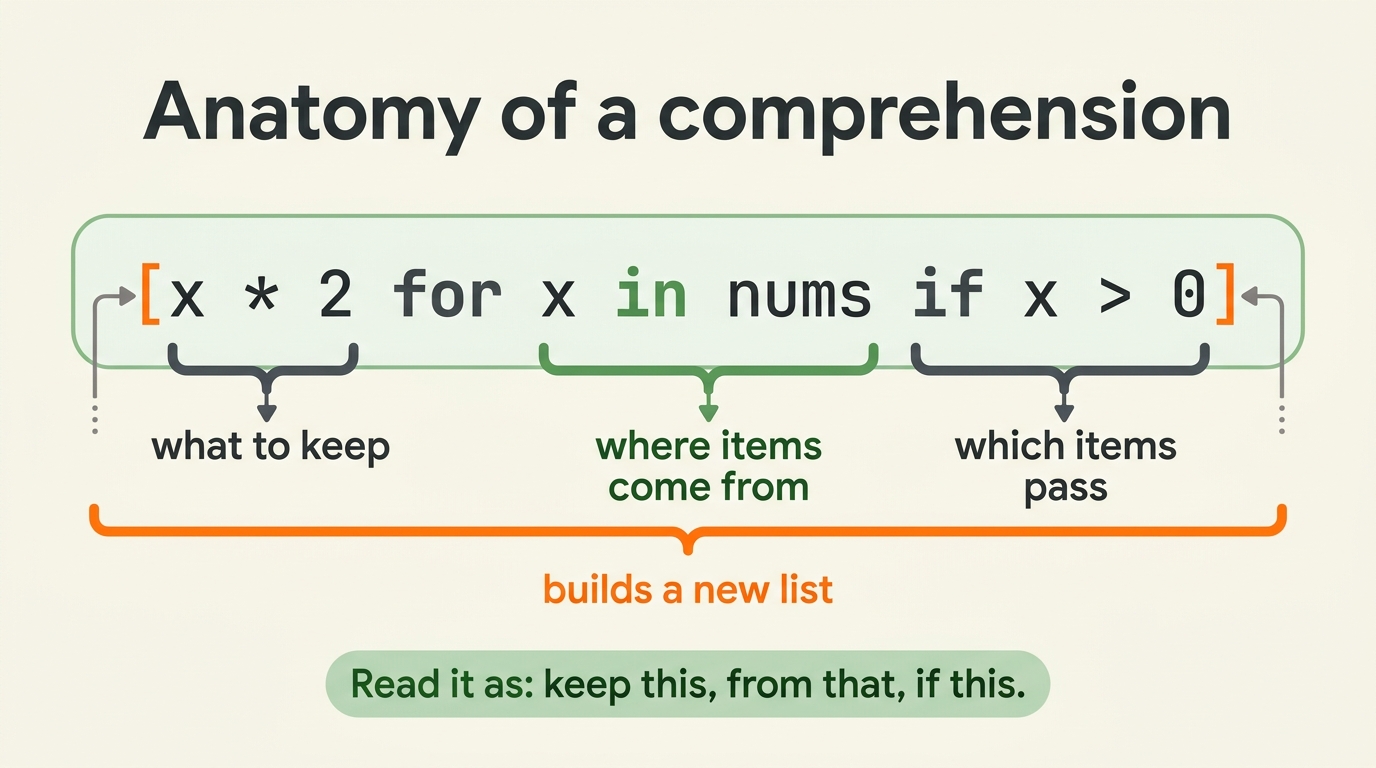 Anatomy of a comprehension
[x * 2 for x in nums if x > 0]
what to keep
where items
come from
which items
pass
builds a new list
Read it as: keep this, from that, if this.